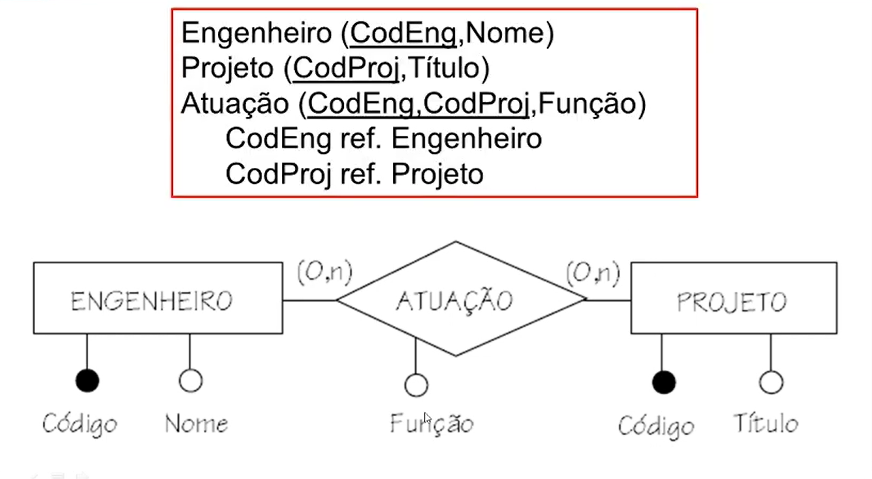 Engenheiro (CodEng,Nome)
Projeto (CodProj,Título)
Atuação (CodEng,CodProj,Função)
CodEng ref. Engenheiro
CodProj ref. Projeto
(0,n) (0,n)
ENGENHEIRO ATUAÇÃO PROJETO
Código Nome Função Código Título